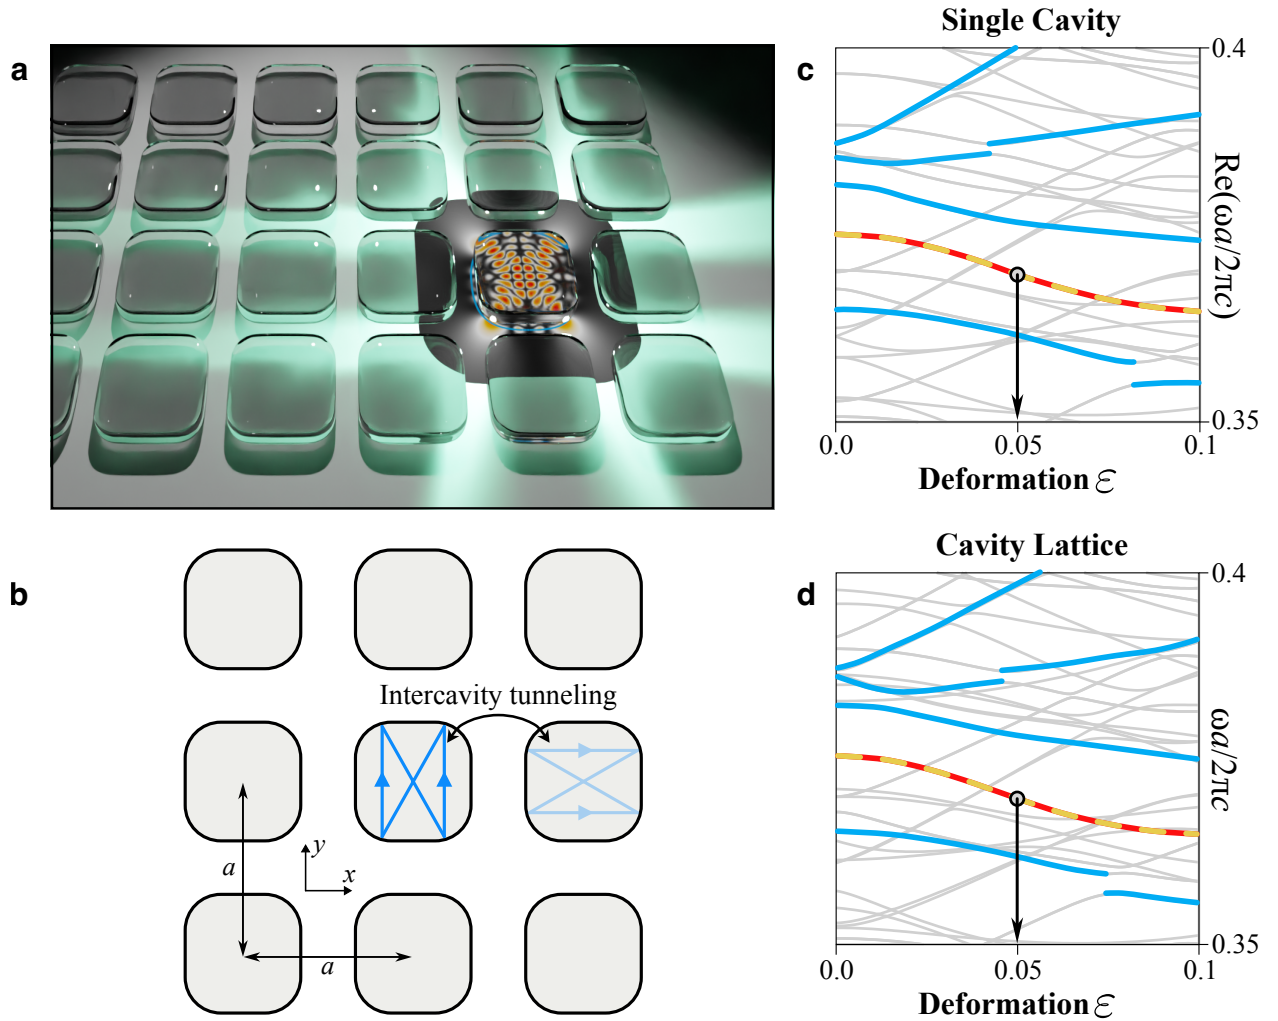 a
b
Intercavity tunneling
a
y
x
a
Single Cavity
c
0.4
Re(ωa/2πc)
0.35
0.0
0.05
0.1
Deformation ε
Cavity Lattice
d
0.4
ωa/2πc
0.35
0.0
0.05
0.1
Deformation ε